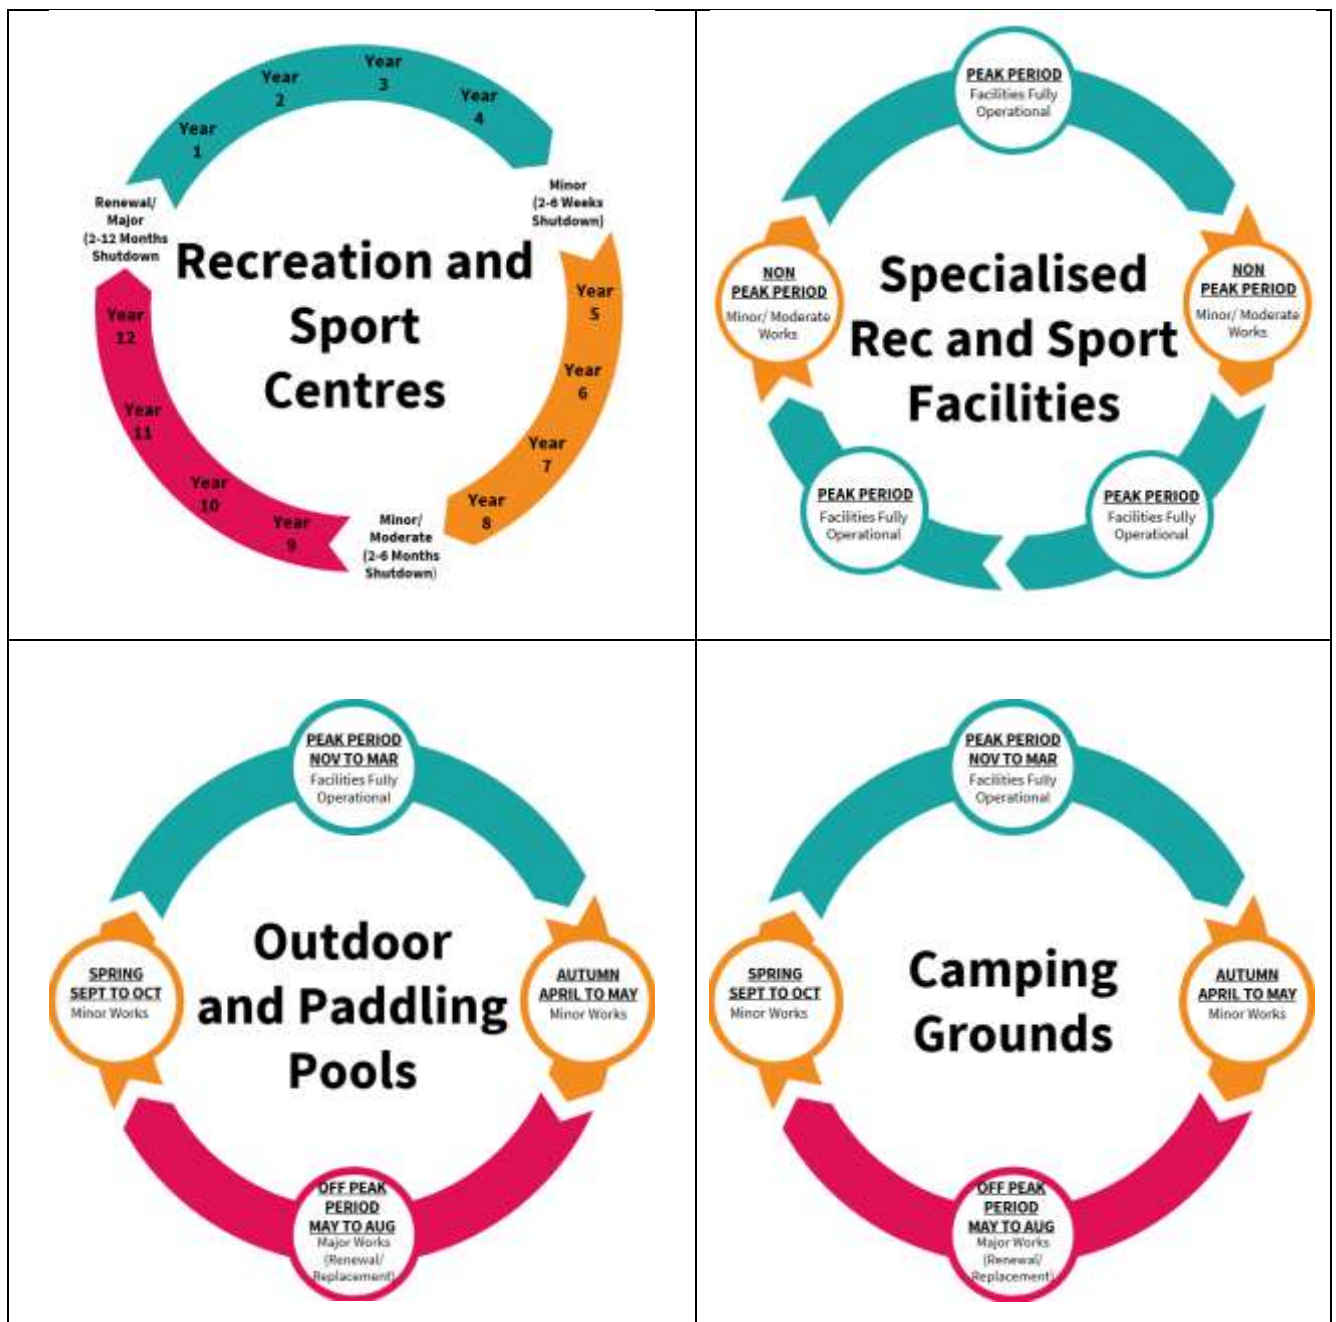 Year
1
Year
2
Year
3
Year
4
Minor
(2-6 Weeks
Shutdown)
Year
5
Year
6
Year
7
Year
8
Minor/
Moderate
(2-6 Months
Shutdown)
Year
9
Year
10
Year
11
Year
12
Renewal/
Major
(2-12 Months
Shutdown
Recreation and
Sport
Centres
PEAK PERIOD
Facilities Fully
Operational
NON
PEAK PERIOD
Minor/ Moderate
Works
PEAK PERIOD
Facilities Fully
Operational
PEAK PERIOD
Facilities Fully
Operational
NON
PEAK PERIOD
Minor/ Moderate
Works
Specialised
Rec and Sport
Facilities
PEAK PERIOD
NOV TO MAR
Facilities Fully
Operational
AUTUMN
APRIL TO MAY
Minor Works
OFF PEAK
PERIOD
MAY TO AUG
Major Works
(Renewal/
Replacement)
SPRING
SEPT TO OCT
Minor Works
Outdoor
and Paddling
Pools
PEAK PERIOD
NOV TO MAR
Facilities Fully
Operational
AUTUMN
APRIL TO MAY
Minor Works
OFF PEAK
PERIOD
MAY TO AUG
Major Works
(Renewal/
Replacement)
SPRING
SEPT TO OCT
Minor Works
Camping
Grounds